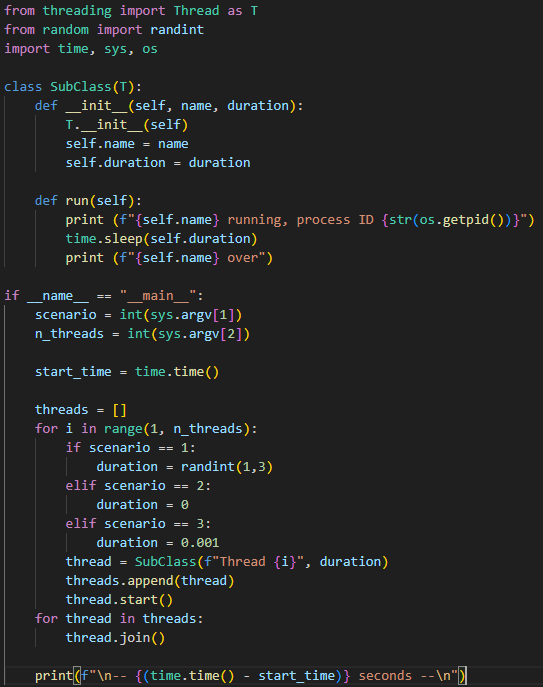 from threading import Thread as T
from random import randint
import time, sys, os

class SubClass(T):
    def __init__(self, name, duration):
        T.__init__(self)
        self.name = name
        self.duration = duration

    def run(self):
        print (f"{self.name} running, process ID {str(os.getpid())}")
        time.sleep(self.duration)
        print (f"{self.name} over")

if __name__ == "__main__":
    scenario = int(sys.argv[1])
    n_threads = int(sys.argv[2])

    start_time = time.time()

    threads = []
    for i in range(1, n_threads):
        if scenario == 1:
            duration = randint(1,3)
        elif scenario == 2:
            duration = 0
        elif scenario == 3:
            duration = 0.001
        thread = SubClass(f"Thread {i}", duration)
        threads.append(thread)
        thread.start()
    for thread in threads:
        thread.join()

    print(f"\n-- {(time.time() - start_time)} seconds --\n")